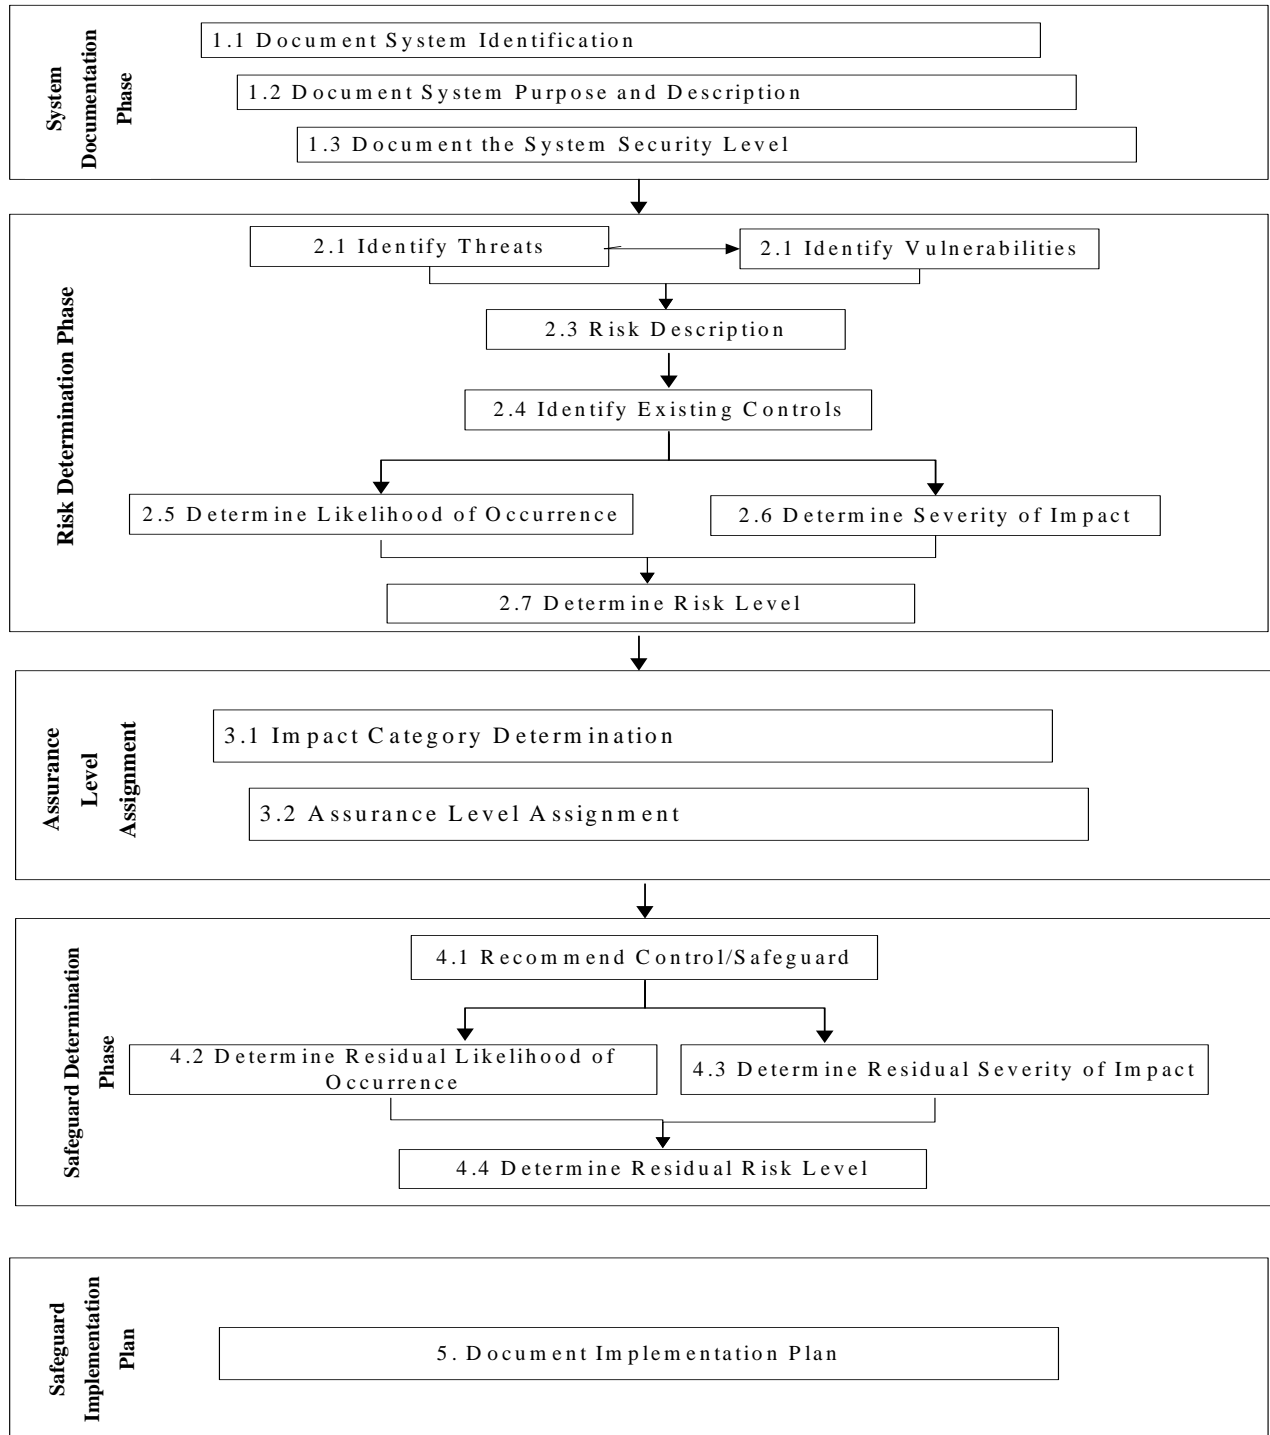 System
Documentation
Phase
1.1 Document System Identification
1.2 Document System Purpose and Description
1.3 Document the System Security Level
Risk Determination Phase
2.1 Identify Threats
2.1 Identify Vulnerabilities
2.3 Risk Description
2.4 Identify Existing Controls
2.5 Determine Likelihood of Occurrence
2.6 Determine Severity of Impact
2.7 Determine Risk Level
Assurance
Level
Assignment
3.1 Impact Category Determination
3.2 Assurance Level Assignment
Safeguard Determination
Phase
4.1 Recommend Control/Safeguard
4.2 Determine Residual Likelihood of
Occurrence
4.3 Determine Residual Severity of Impact
4.4 Determine Residual Risk Level
Safeguard
Implementation
Plan
5. Document Implementation Plan